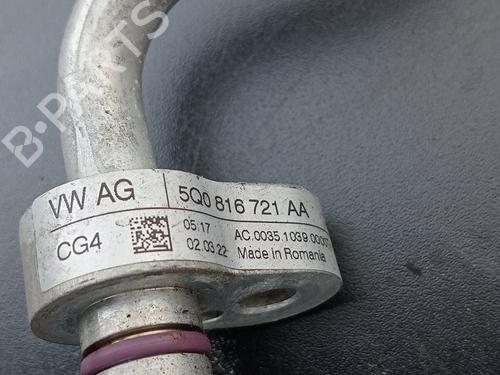 B-PARTS
VW AG
5Q0 816 721 AA
CG4
05:17
02.03.22
AC.0035.1039.0000
Made in Romania